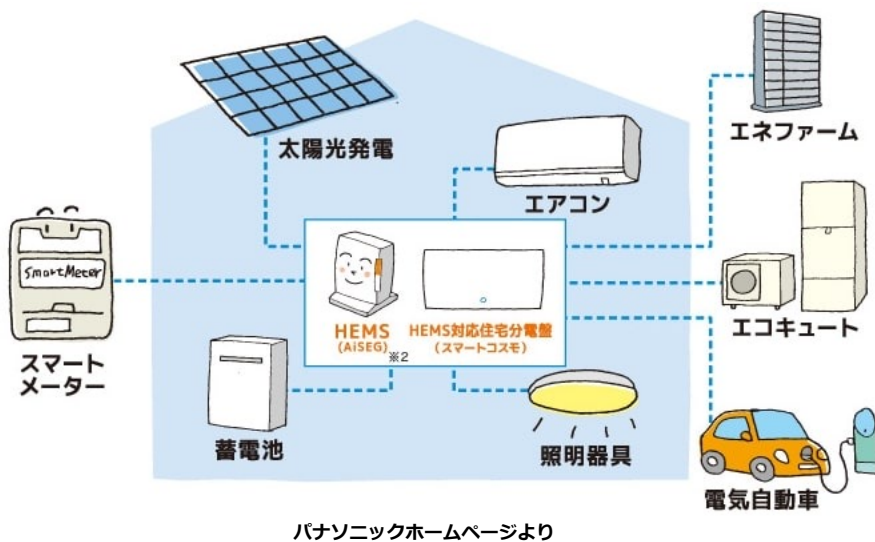 太陽光発電
エネファーム
エアコン
SmartMeter
スマート
メーター
HEMS
(AiSEG)
※2
HEMS対応住宅分電盤
(スマートコスモ)
エコキュート
蓄電池
照明器具
電気自動車
パナソニックホームページより